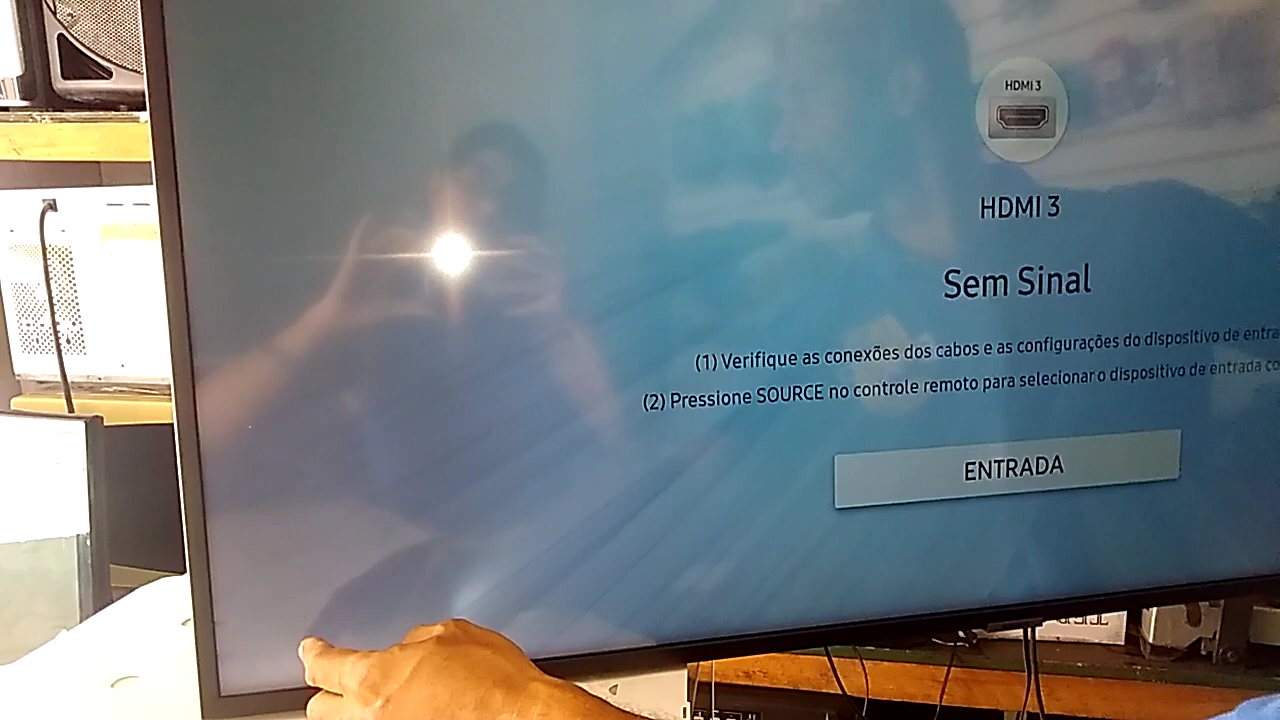 HDMI 3
HDMI 3
Sem Sinal
(1) Verifique as conexões dos cabos e as configurações do dispositivo de
(2) Pressione SOURCE no controle remoto para selecionar o dispositivo de entrada
ENTRADA